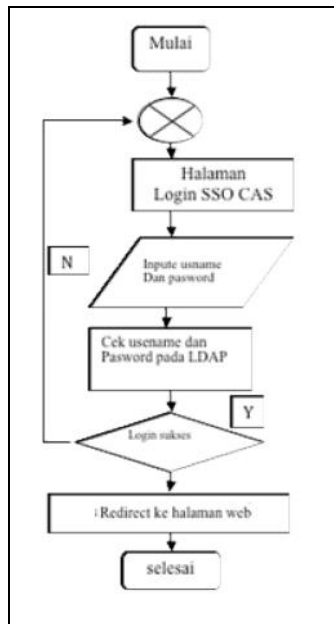 Mulai
Halaman
Login SSO CAS
N
Inpute usname
Dan pasword
Cek usename dan
Pasword pada LDAP
Y
Login sukses
Redirect ke halaman web
selesai